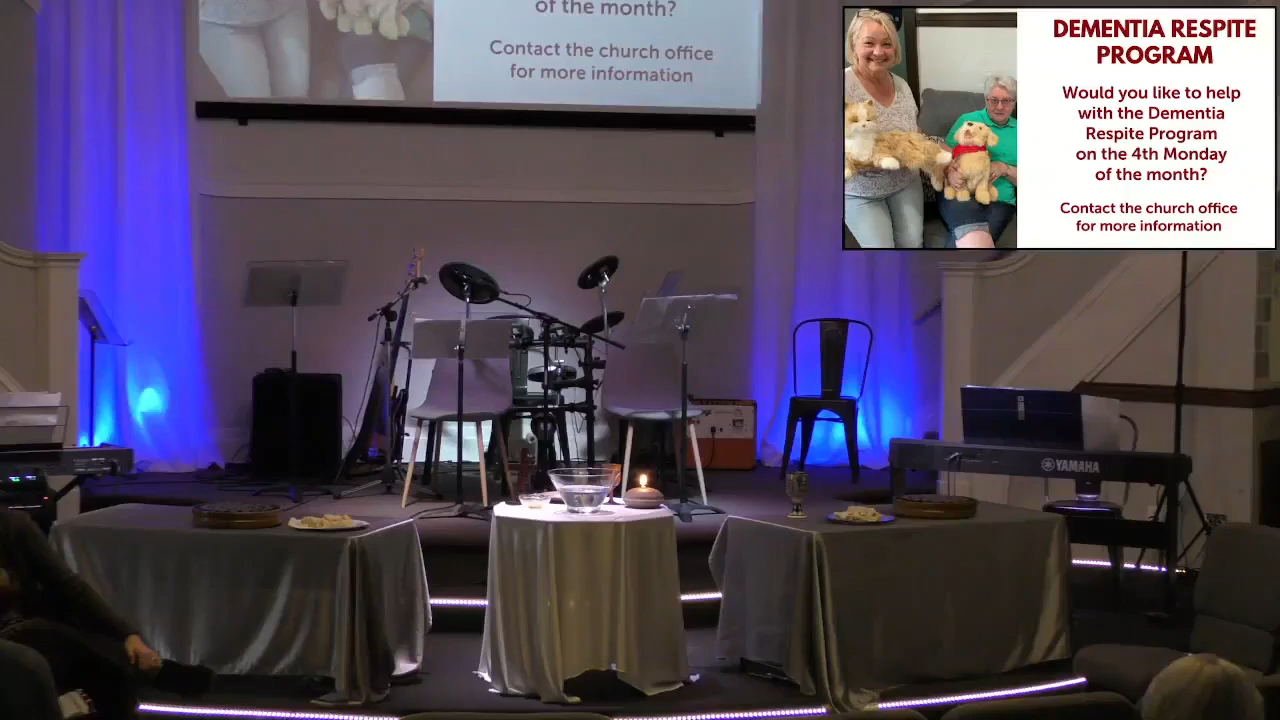 of the month?
Contact the church office
for more information
DEMENTIA RESPITE
PROGRAM
Would you like to help
with the Dementia
Respite Program
on the 4th Monday
of the month?
Contact the church office
for more information
YAMAHA